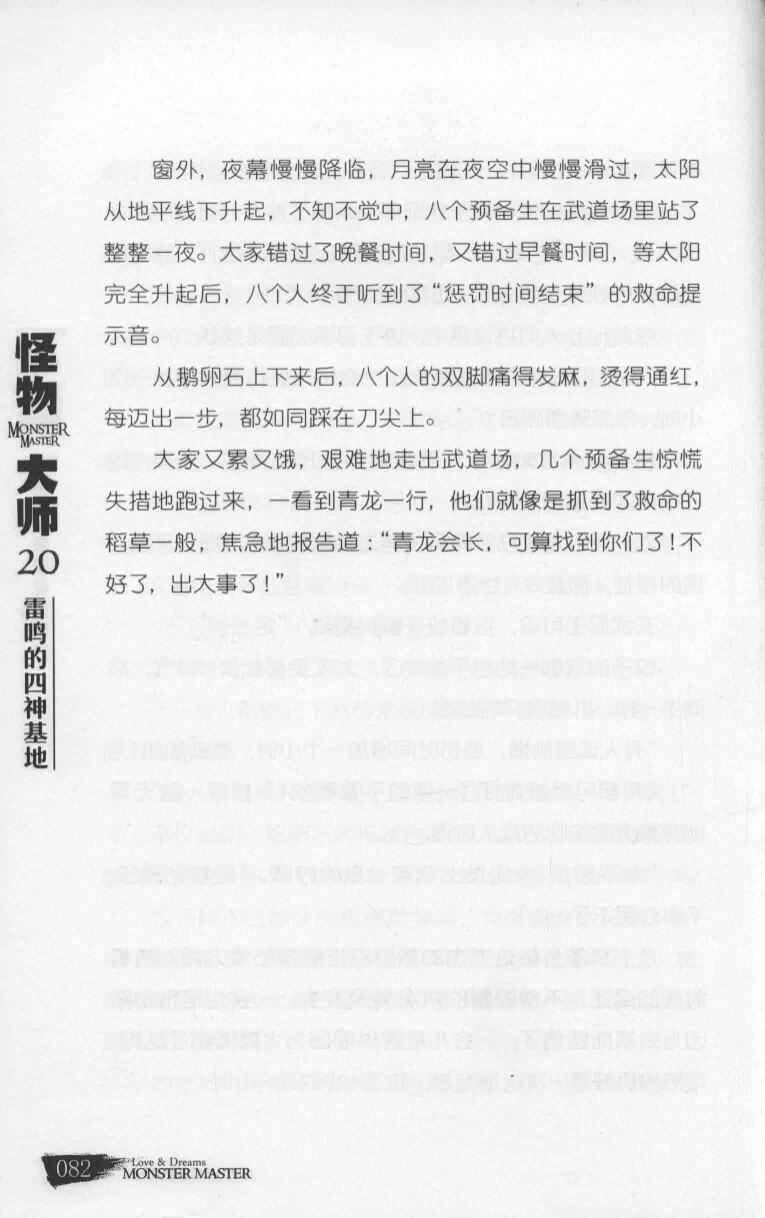 窗外，夜幕慢慢降临，月亮在夜空中慢慢滑过，太阳
从地平线下升起，不知不觉中，八个预备生在武道场里站了
整整一夜。大家错过了晚餐时间，又错过早餐时间，等太阳
完全升起后，八个人终于听到了“惩罚时间结束”的救命提
示音。
从鹅卵石上下来后，八个人的双脚痛得发麻，烫得通红，
每迈出一步，都如同踩在刀尖上。
大家又累又饿，艰难地走出武道场，几个预备生惊慌
失措地跑过来，一看到青龙一行，他们就像是抓到了救命的
稻草一般，焦急地报告道：“青龙会长，可算找到你们了！不
好了，出大事了！”
怪物
MONSTER
MASTER
大师
20
雷鸣的四神基地
082
Love & Dreams
MONSTER MASTER